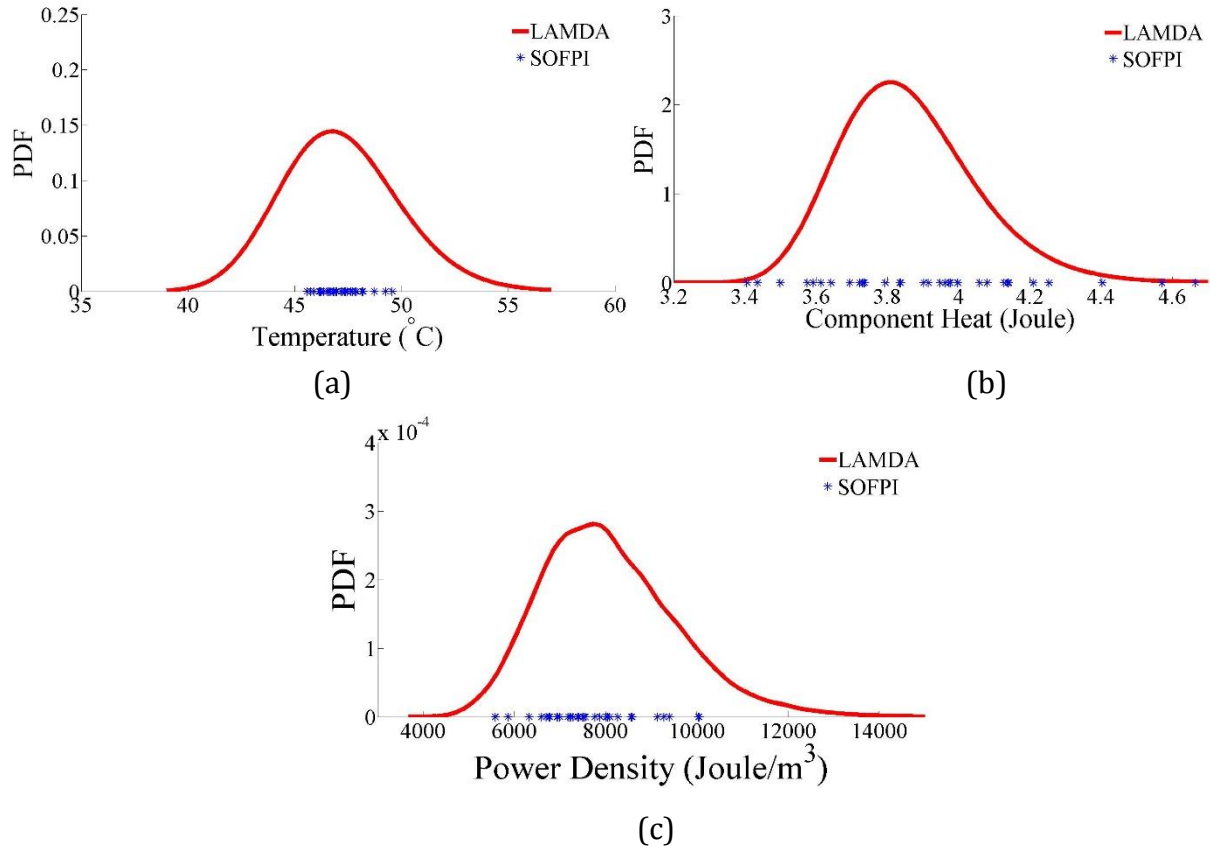 0.25
0.2
0.15
0.1
0.05
0
PDF
LAMDA
* SOFPI
35 40 45 50 55 60
Temperature (°C)
(a)
3
2
1
0
PDF
LAMDA
* SOFPI
3.2 3.4 3.6 3.8 4 4.2 4.4 4.6
Component Heat (Joule)
(b)
x 10-4
4
3
2
1
0
PDF
LAMDA
* SOFPI
4000 6000 8000 10000 12000 14000
Power Density (Joule/m3)
(c)